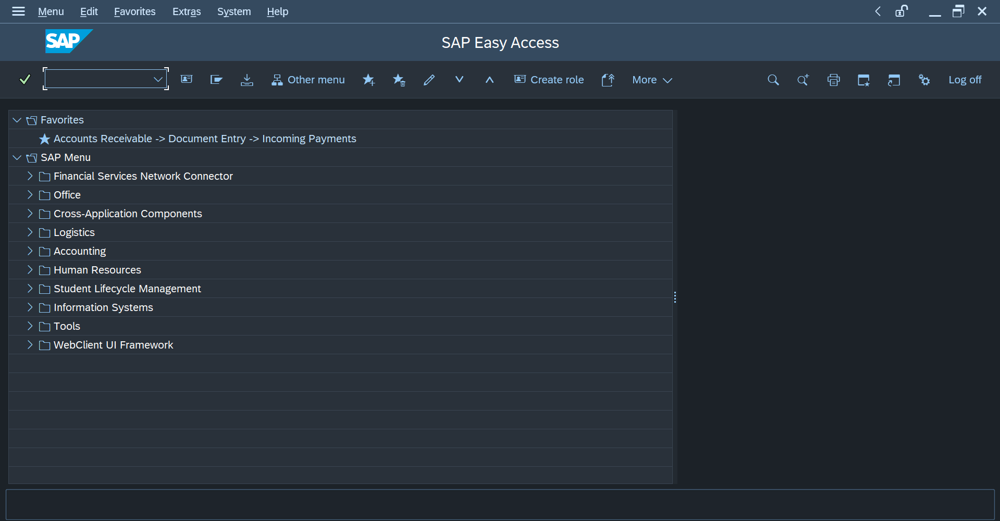 Menu Edit Favorites Extras System Help
SAP SAP Easy Access
Other menu Create role More Log off
Favorites
Accounts Receivable -> Document Entry -> Incoming Payments
SAP Menu
Financial Services Network Connector
Office
Cross-Application Components
Logistics
Accounting
Human Resources
Student Lifecycle Management
Information Systems
Tools
WebClient UI Framework